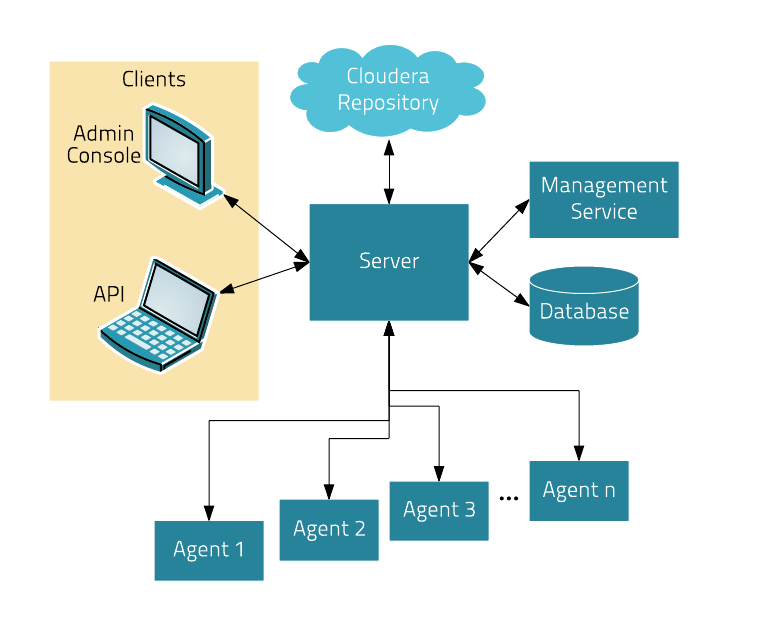 Clients
Admin
Console
API
Cloudera
Repository
Server
Management
Service
Database
Agent 1
Agent 2
Agent 3
...
Agent n